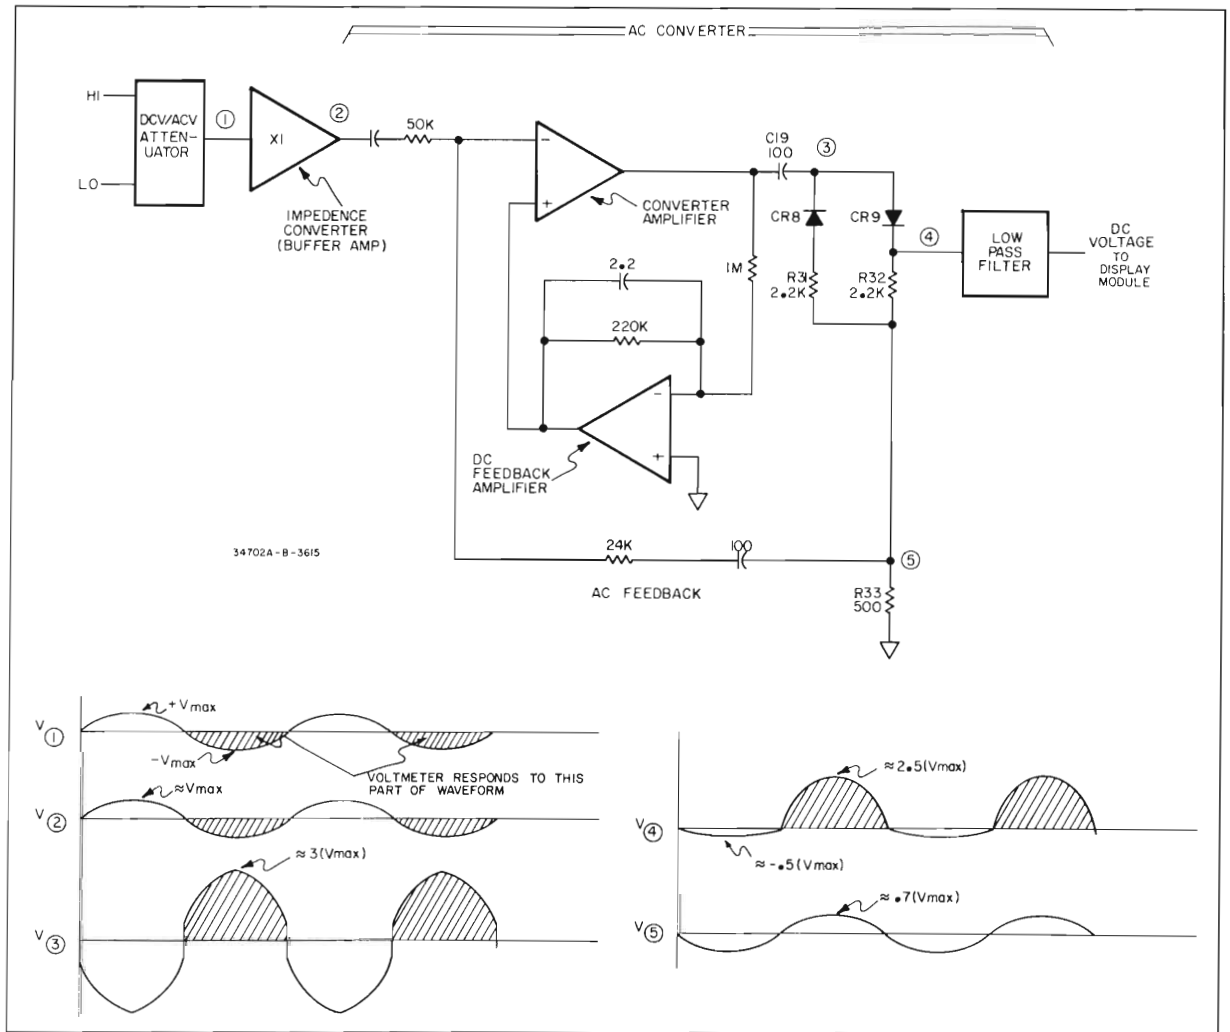 AC CONVERTER
HI
LO
DCV/ACV
ATTEN-
UATOR
①
X1
②
IMPEDENCE
CONVERTER
(BUFFER AMP)
50K
-
+
CONVERTER
AMPLIFIER
C19
100
③
CR8
CR9
④
R31
2.2K
R32
2.2K
LOW
PASS
FILTER
DC
VOLTAGE
TO
DISPLAY
MODULE
1M
2.2
220K
-
+
DC
FEEDBACK
AMPLIFIER
34702A-B-3615
24K
100
⑤
AC FEEDBACK
R33
500
V①
+Vmax
-Vmax
VOLTMETER RESPONDS TO THIS
PART OF WAVEFORM
V②
≈Vmax
V③
≈3(Vmax)
V④
≈2.5(Vmax)
≈-.5(Vmax)
V⑤
≈.7(Vmax)